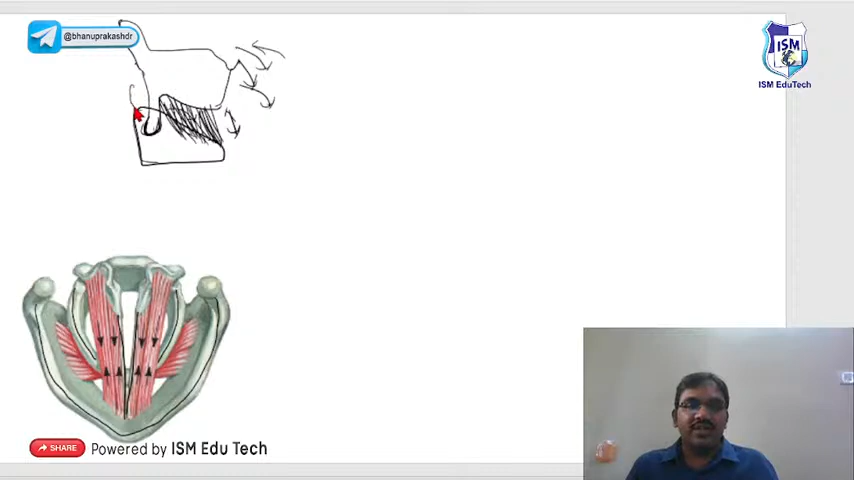 @bhanuprakashdr
ISM
ISM EduTech
SHARE
Powered by ISM Edu Tech